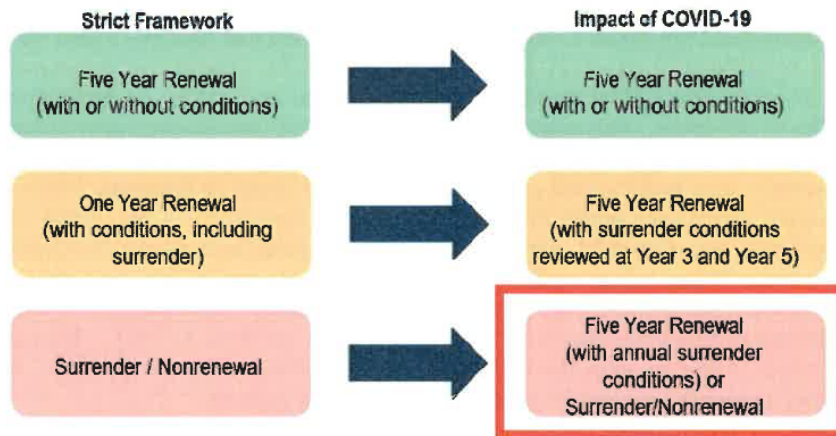 Strict Framework
Impact of COVID-19
Five Year Renewal
(with or without conditions)
Five Year Renewal
(with or without conditions)
One Year Renewal
(with conditions, including
surrender)
Five Year Renewal
(with surrender conditions
reviewed at Year 3 and Year 5)
Surrender / Nonrenewal
Five Year Renewal
(with annual surrender
conditions) or
Surrender/Nonrenewal